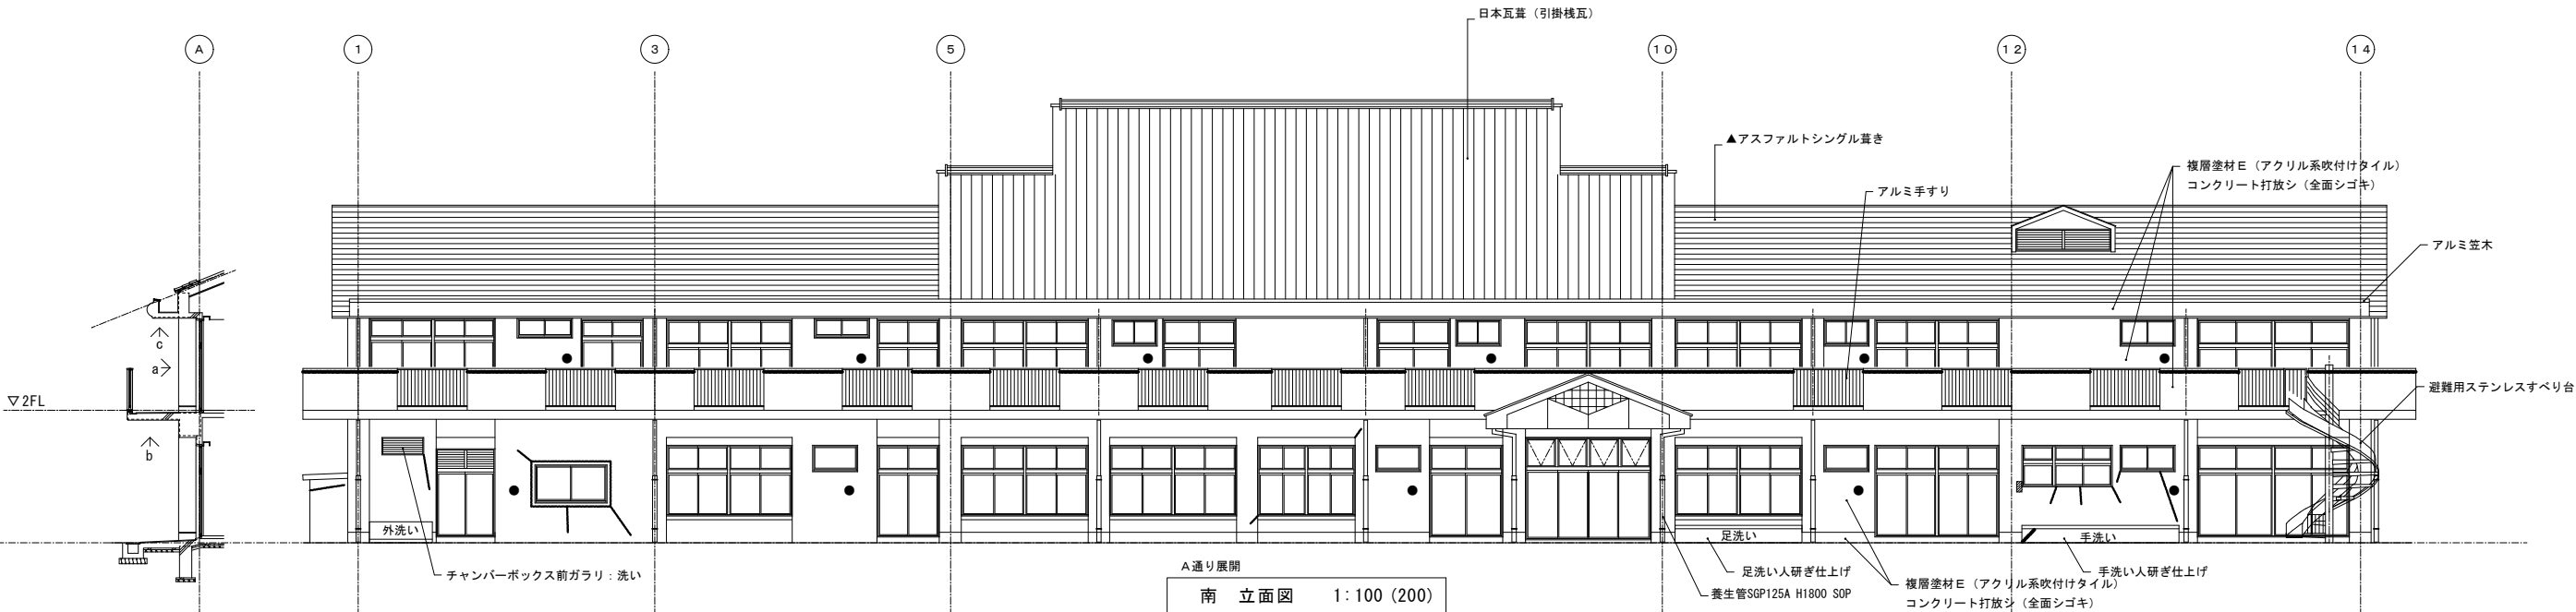 日本瓦葺（引掛桟瓦）
A
1
3
5
10
12
14
▲アスファルトシングル葺き
複層塗材E（アクリル系吹付けタイル）
コンクリート打放シ（全面シゴキ）
アルミ手すり
アルミ笠木
c
a
▽2FL
避難用ステンレスすべり台
b
外洗い
足洗い
手洗い
A通り展開
チャンバーボックス前ガラリ：洗い
足洗い人研ぎ仕上げ
手洗い人研ぎ仕上げ
複層塗材E（アクリル系吹付けタイル）
コンクリート打放シ（全面シゴキ）
養生管SGP125A H1800 SOP
南　立面図　1:100 (200)